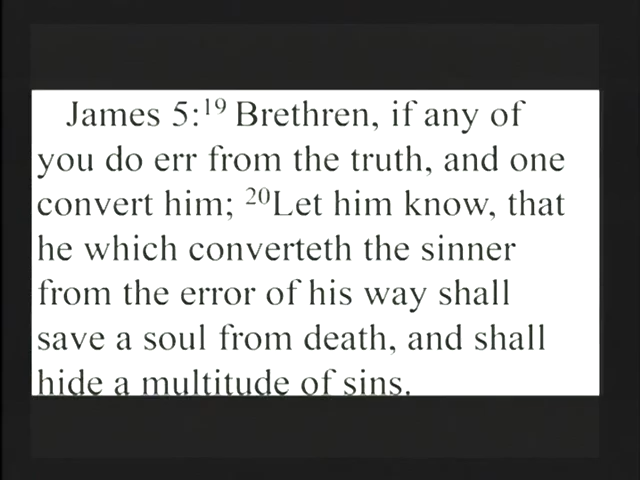 James 5:¹⁹ Brethren, if any of
you do err from the truth, and one
convert him; ²⁰Let him know, that
he which converteth the sinner
from the error of his way shall
save a soul from death, and shall
hide a multitude of sins.